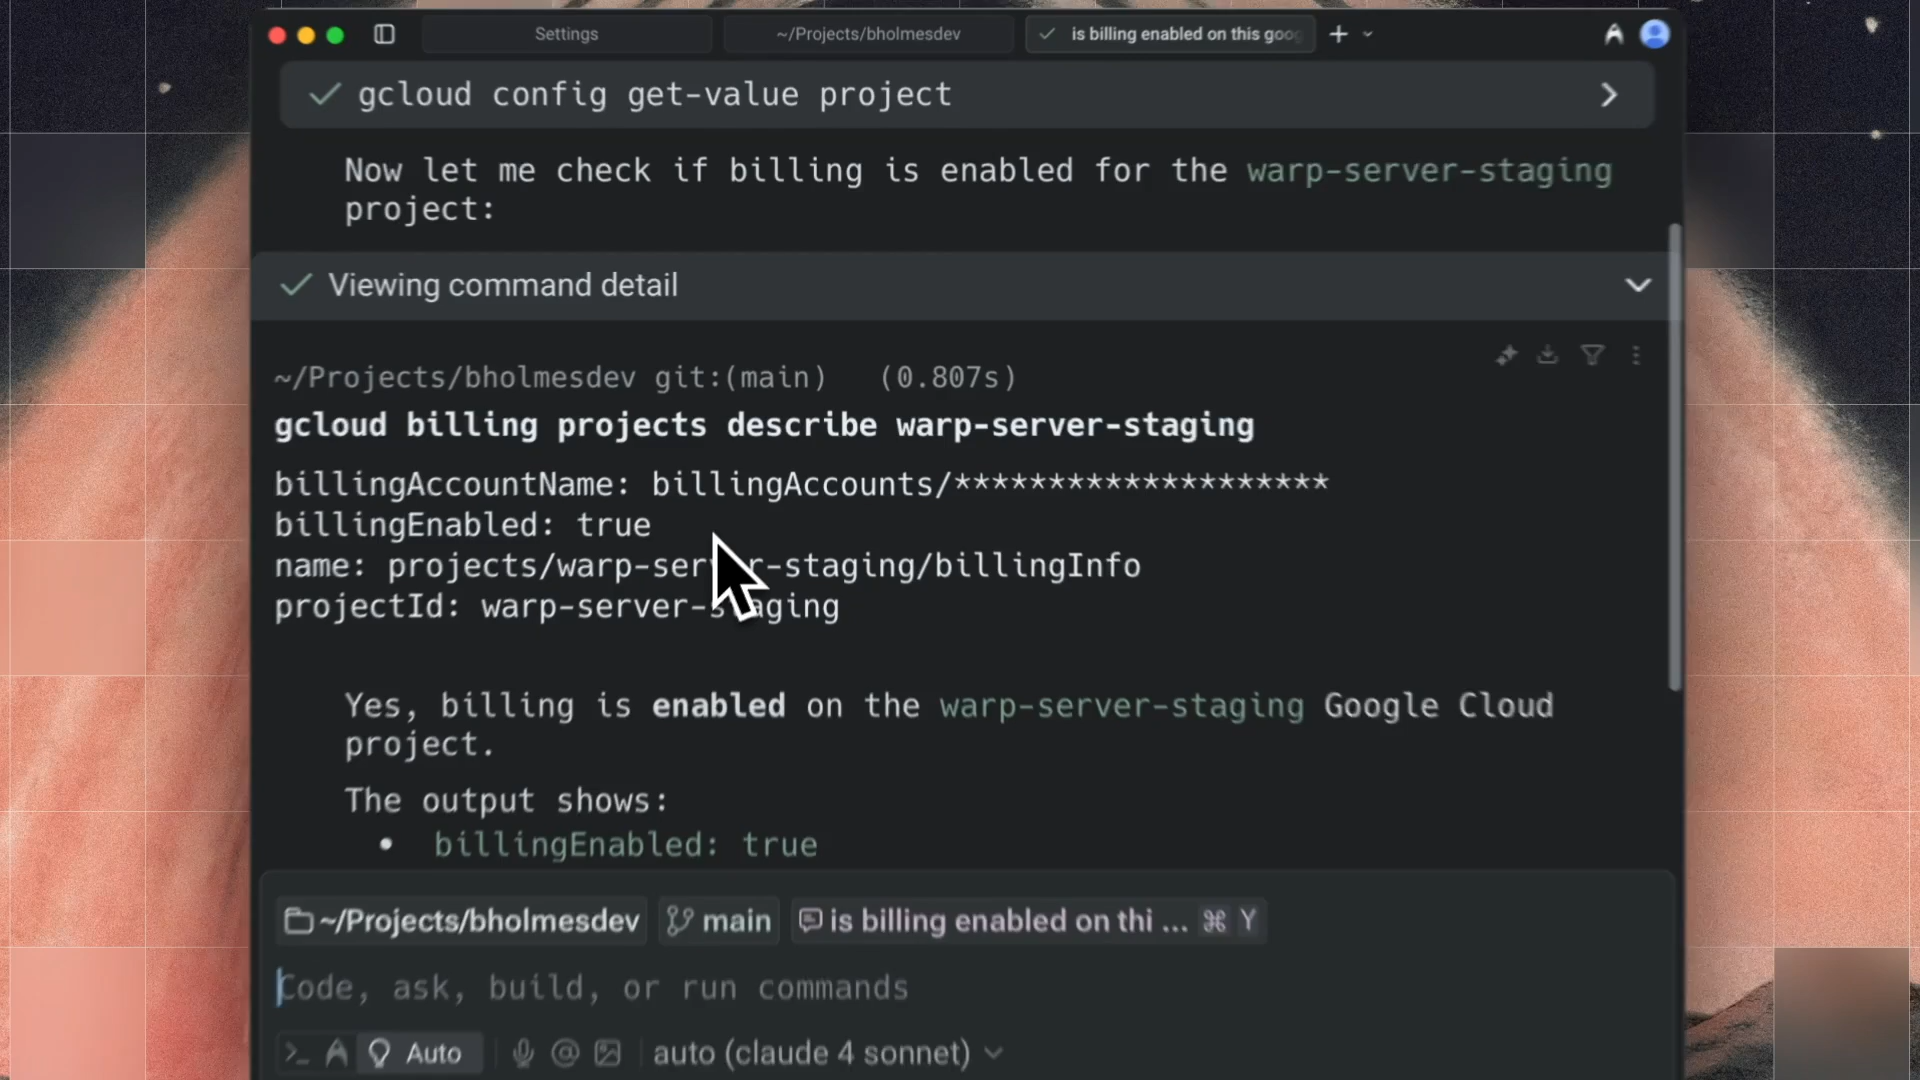 Settings
~/Projects/bholmesdev
is billing enabled on this goog
gcloud config get-value project
Now let me check if billing is enabled for the warp-server-staging
project:
Viewing command detail
~/Projects/bholmesdev git:(main) (0.807s)
gcloud billing projects describe warp-server-staging
billingAccountName: billingAccounts/********************
billingEnabled: true
name: projects/warp-server-staging/billingInfo
projectId: warp-server-staging
Yes, billing is enabled on the warp-server-staging Google Cloud
project.
The output shows:
• billingEnabled: true
~/Projects/bholmesdev main is billing enabled on thi ... ⌘ Y
Code, ask, build, or run commands
Auto @ auto (claude 4 sonnet)